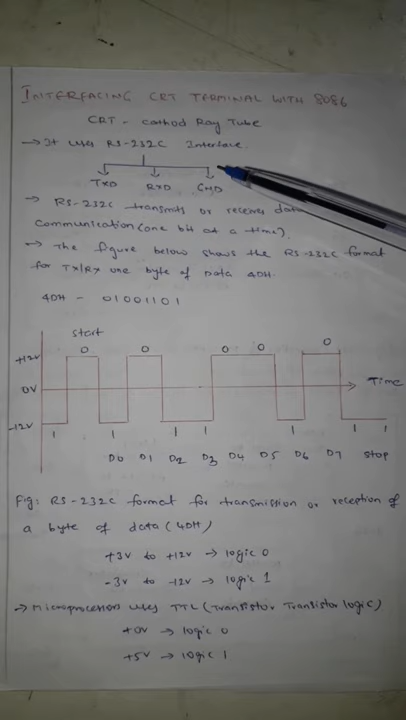 INTERFACING CRT TERMINAL WITH 8086
CRT - Cathod Ray Tube
→ It uses RS-232C Interface.
TXD RXD GND
→ RS-232C transmits or receives data
communication (one bit at a time).
→ The figure below shows the RS-232C format
for TX/RX one byte of Data 4DH.
4DH - 01001101
start
0 0 0 0 0
+12V
0V
Time
-12V
1 1 1 1 1 1 1
D0 D1 D2 D3 D4 D5 D6 D7 stop
Fig: RS-232C format for transmission or reception of
a byte of data (4DH)
+3V to +12V → logic 0
-3V to -12V → logic 1
→ Microprocessors uses TTL (Transistor Transistor logic)
+0V → logic 0
+5V → logic 1